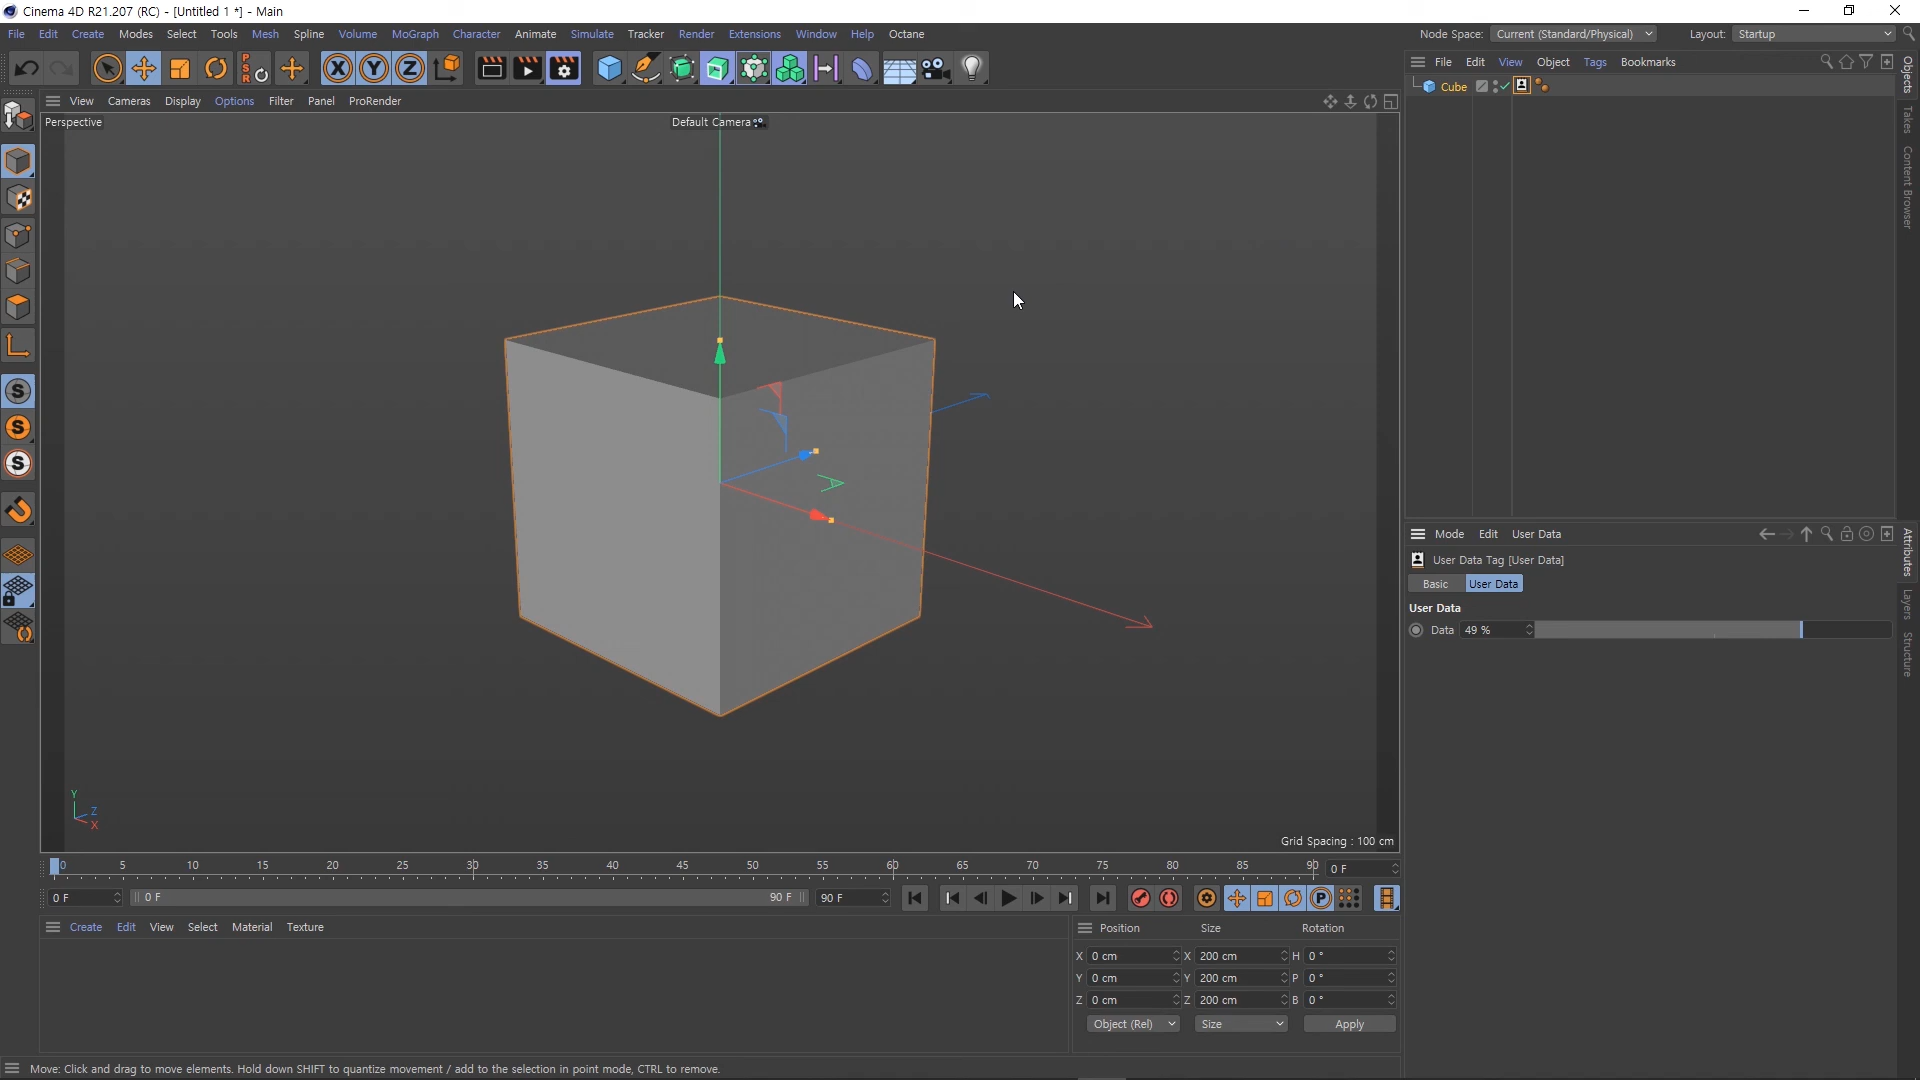 Cinema 4D R21.207 (RC) - [Untitled 1 *] - Main
File Edit Create Modes Select Tools Mesh Spline Volume MoGraph Character Animate Simulate Tracker Render Extensions Window Help Octane
Node Space: Current (Standard/Physical) Layout: Startup
P S R X Y Z
View Cameras Display Options Filter Panel ProRender
Perspective
Default Camera
Grid Spacing : 100 cm
Y Z X
S
S
S
File Edit View Object Tags Bookmarks
Cube
Objects
Takes
Content Browser
Mode Edit User Data
User Data Tag [User Data]
Basic User Data
User Data
Data 49 %
Attributes
Layers
Structure
0 5 10 15 20 25 30 35 40 45 50 55 60 65 70 75 80 85 90 0 F
0 F 0 F 90 F 90 F P
Create Edit View Select Material Texture
Position Size Rotation
X 0 cm X 200 cm H 0 °
Y 0 cm Y 200 cm P 0 °
Z 0 cm Z 200 cm B 0 °
Object (Rel) Size Apply
Move: Click and drag to move elements. Hold down SHIFT to quantize movement / add to the selection in point mode, CTRL to remove.